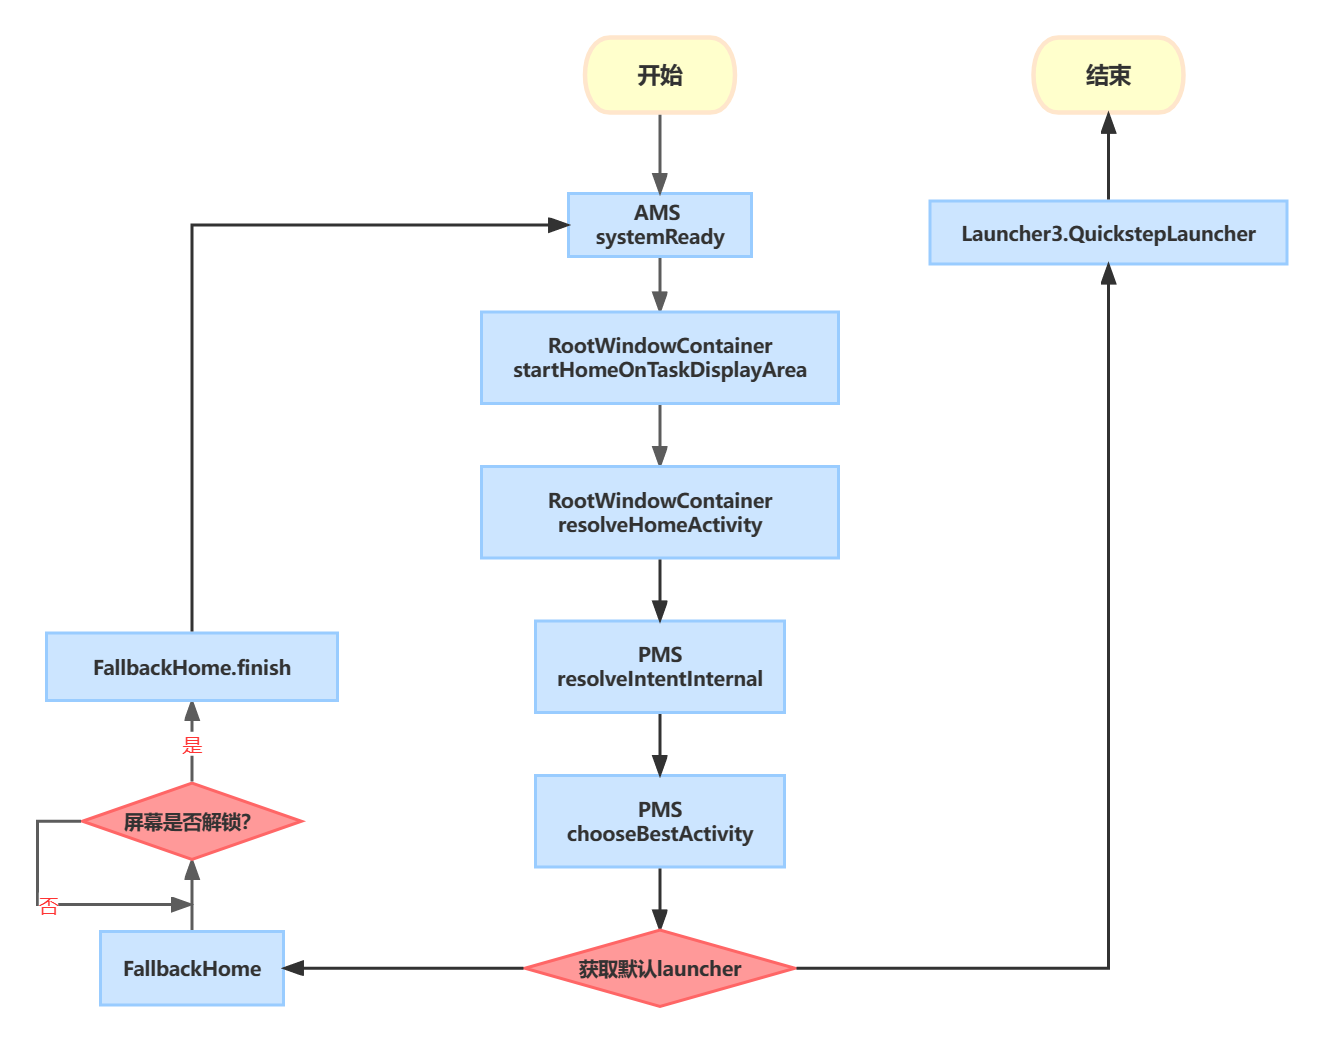 开始
结束
AMS
systemReady
Launcher3.QuickstepLauncher
RootWindowContainer
startHomeOnTaskDisplayArea
RootWindowContainer
resolveHomeActivity
PMS
resolveIntentInternal
FallbackHome.finish
是
屏幕是否解锁?
否
PMS
chooseBestActivity
FallbackHome
获取默认launcher